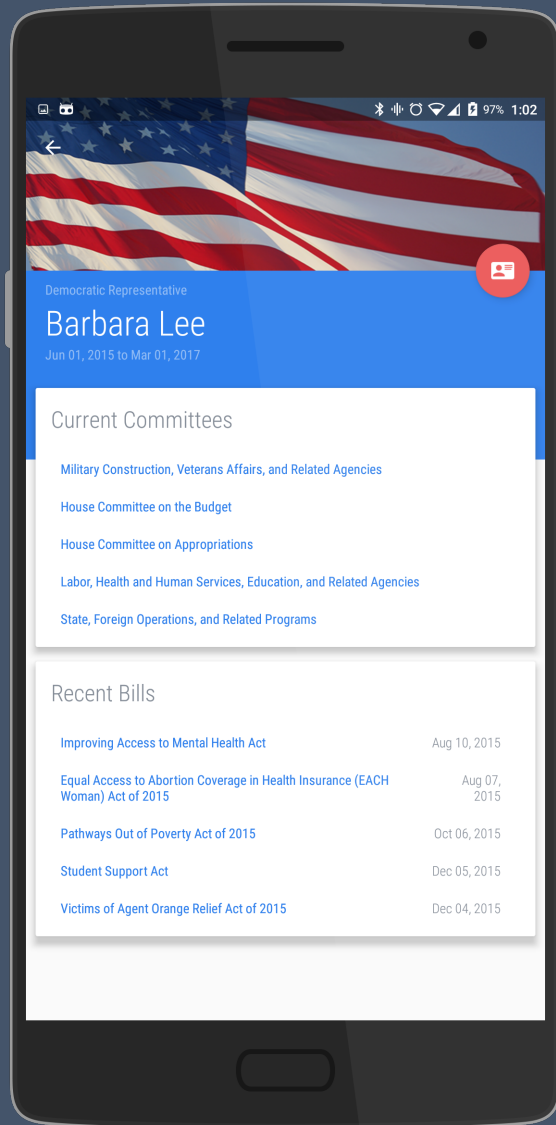 97% 1:02
Democratic Representative
Barbara Lee
Jun 01, 2015 to Mar 01, 2017
Current Committees
Military Construction, Veterans Affairs, and Related Agencies
House Committee on the Budget
House Committee on Appropriations
Labor, Health and Human Services, Education, and Related Agencies
State, Foreign Operations, and Related Programs
Recent Bills
Improving Access to Mental Health Act Aug 10, 2015
Equal Access to Abortion Coverage in Health Insurance (EACH Aug 07,
Woman) Act of 2015 2015
Pathways Out of Poverty Act of 2015 Oct 06, 2015
Student Support Act Dec 05, 2015
Victims of Agent Orange Relief Act of 2015 Dec 04, 2015